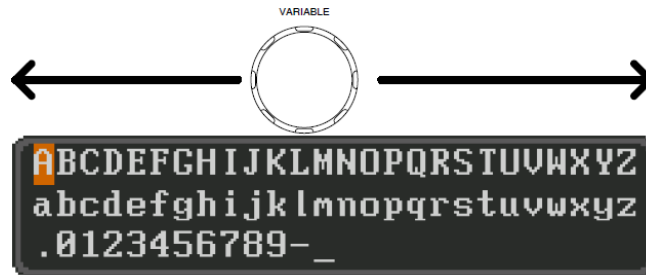 VARIABLE
ABCDEFGHIJKLMNOPQRSTUVWXYZ
abcdefghijklmnopqrstuvwxyz
.0123456789-_